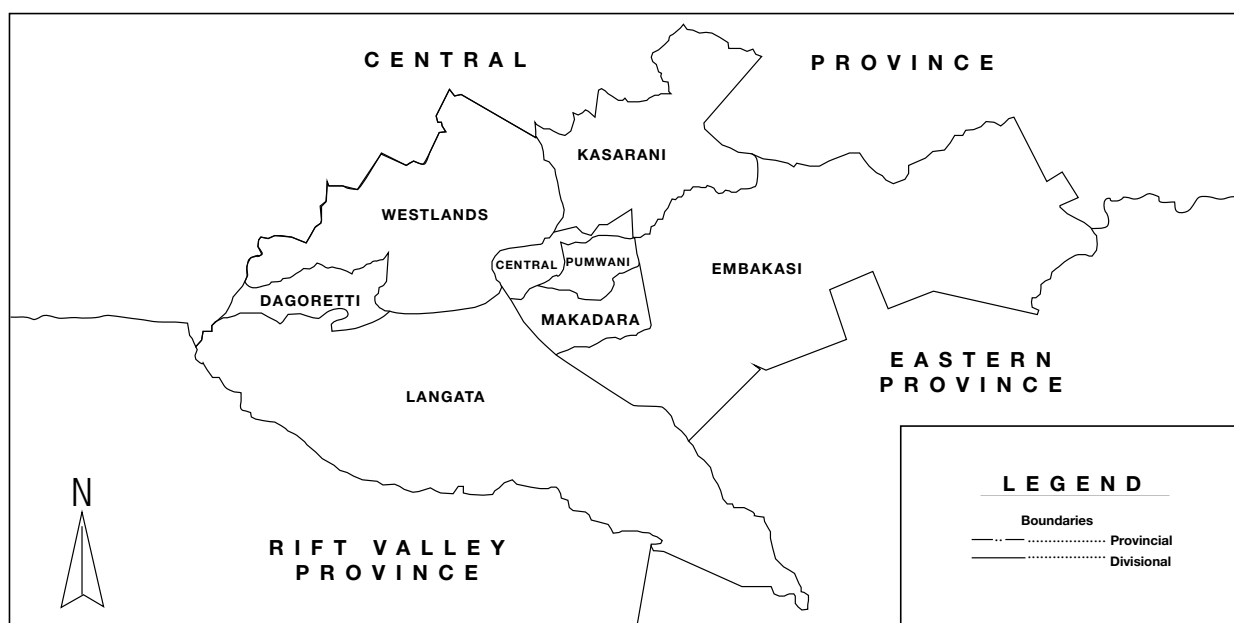 CENTRAL PROVINCE
KASARANI
WESTLANDS
CENTRAL
PUMWANI
EMBAKASI
DAGORETTI
MAKADARA
EASTERN
PROVINCE
LANGATA
LEGEND
N
Boundaries
Provincial
Divisional
RIFT VALLEY
PROVINCE